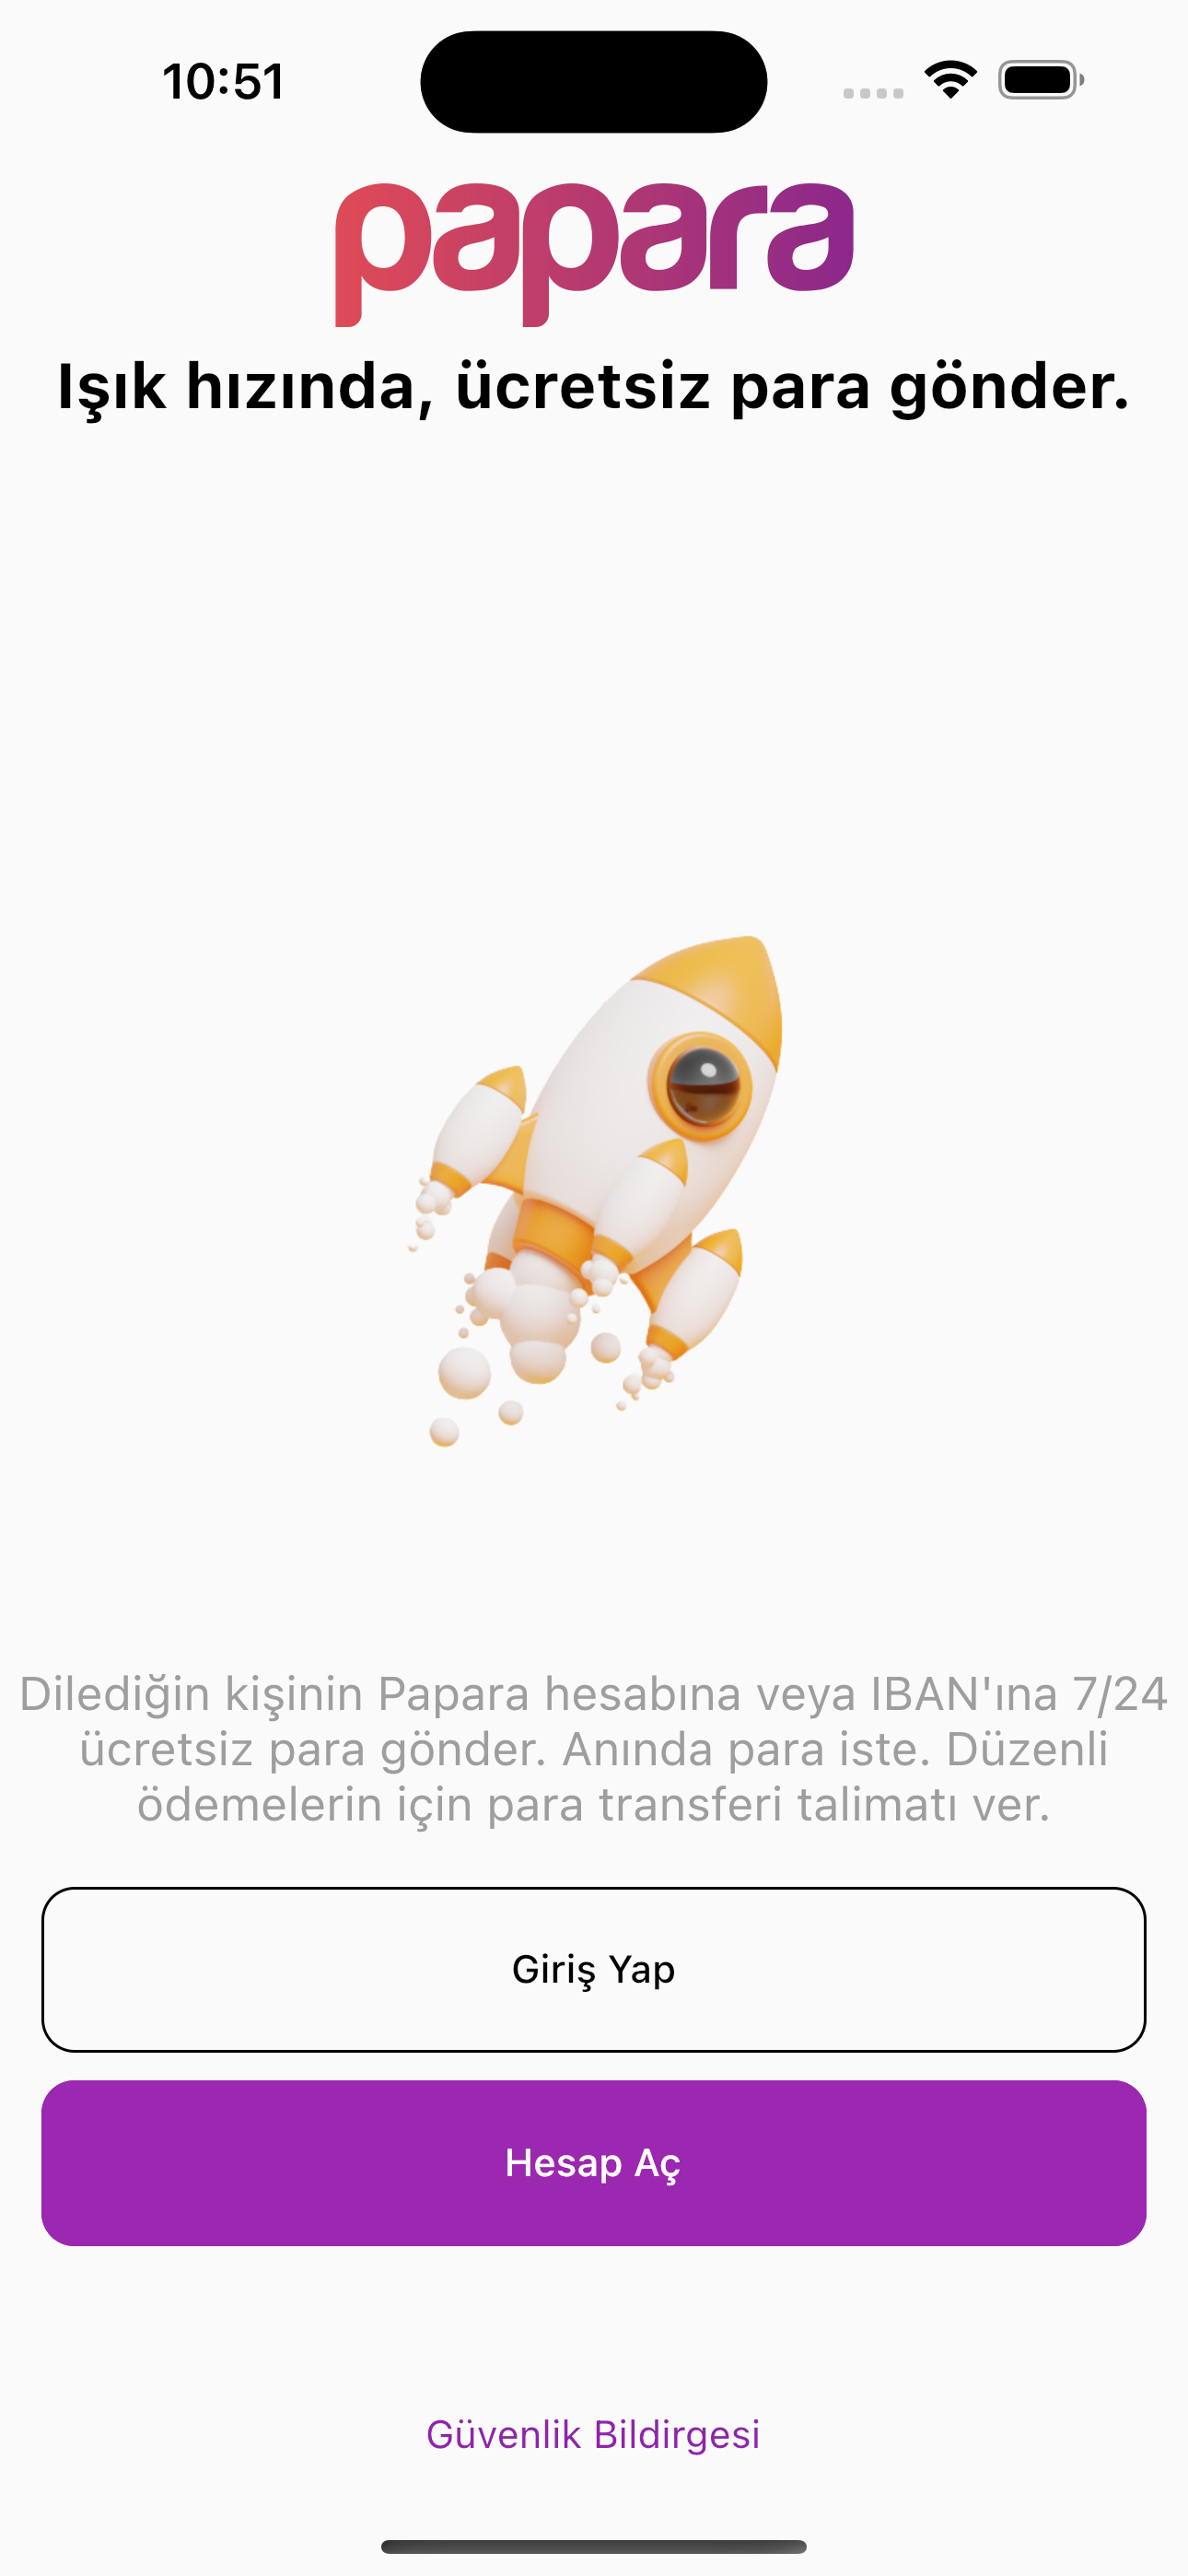 10:51
papara
Işık hızında, ücretsiz para gönder.
Dilediğin kişinin Papara hesabına veya IBAN'ına 7/24
ücretsiz para gönder. Anında para iste. Düzenli
ödemelerin için para transferi talimatı ver.
Giriş Yap
Hesap Aç
Güvenlik Bildirgesi